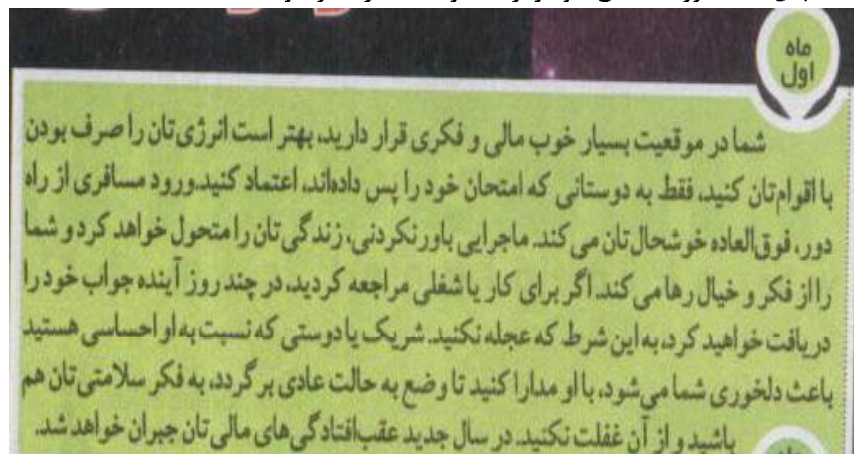 ماه
اول
شما در موقعیت بسیار خوب مالی و فکری قرار دارید، بهتر است انرژی‌تان را صرف بودن
با اقوام‌تان کنید، فقط به دوستانی که امتحان خود را پس داده‌اند، اعتماد کنید.ورود مسافری از راه
دور، فوق‌العاده خوشحال‌تان می‌کند. ماجرایی باورنکردنی، زندگی‌تان را متحول خواهد کرد و شما
را از فکر و خیال رها می‌کند. اگر برای کار یا شغلی مراجعه کردید، در چند روز آینده جواب خود را
دریافت خواهید کرد، به این شرط که عجله نکنید. شریک یا دوستی که نسبت به او احساسی هستید
باعث دلخوری شما می‌شود، با او مدارا کنید تا وضع به حالت عادی برگردد، به فکر سلامتی‌تان هم
باشید و از آن غفلت نکنید. در سال جدید عقب‌افتادگی‌های مالی‌تان جبران خواهد شد.